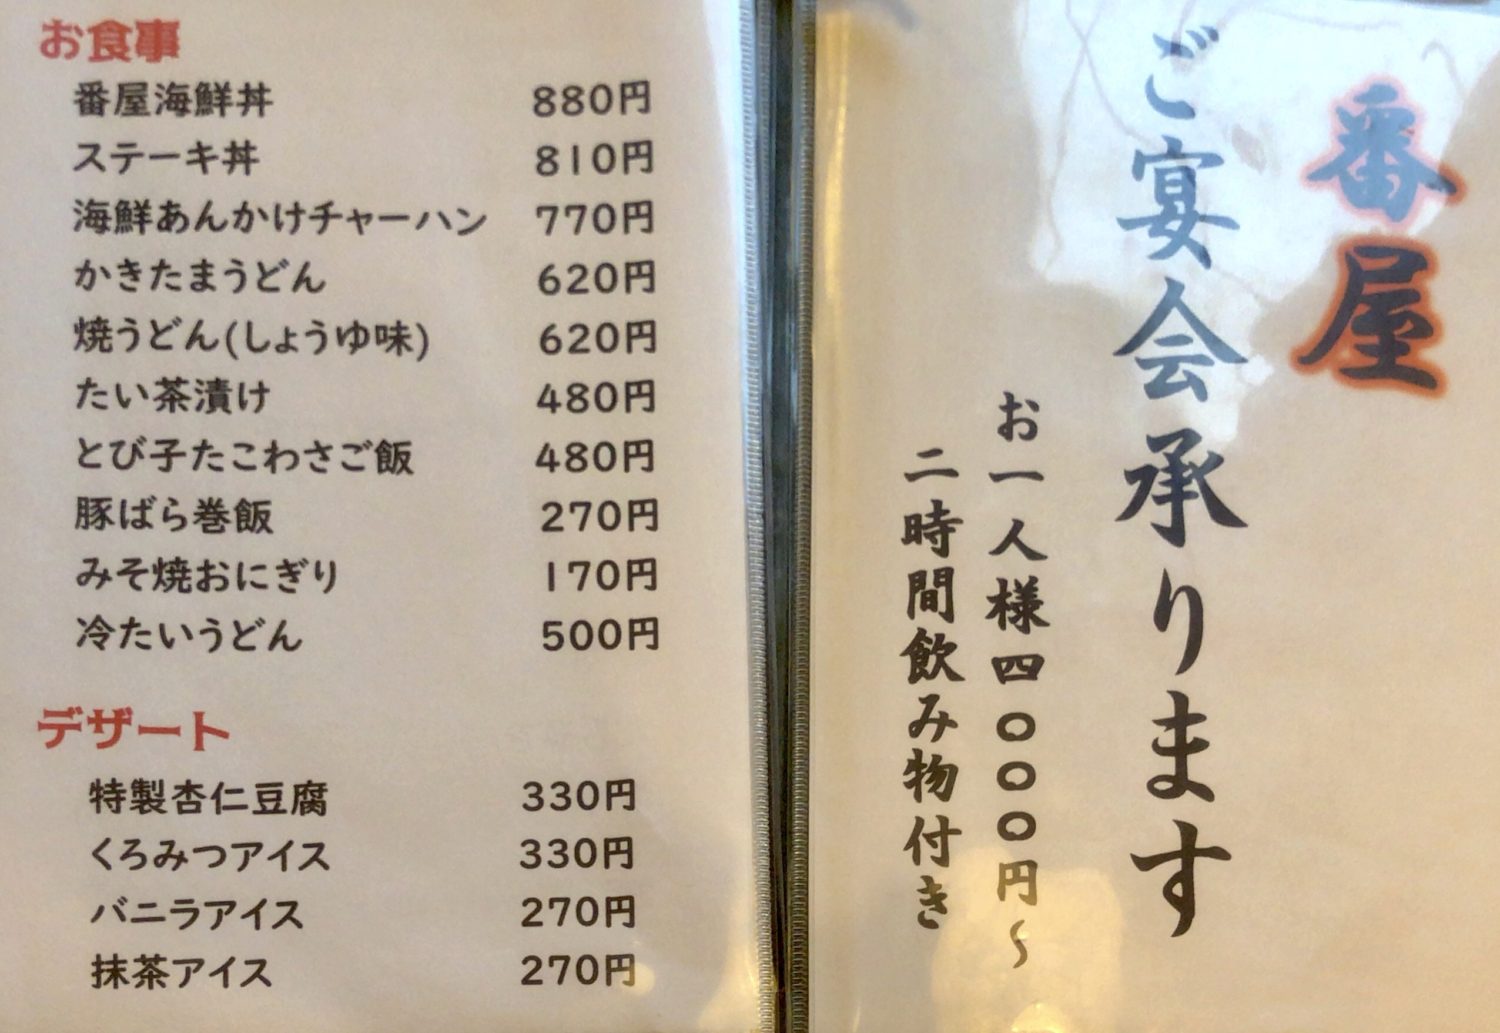 お食事
番屋海鮮丼 880円
ステーキ丼 810円
海鮮あんかけチャーハン 770円
かきたまうどん 620円
焼うどん(しょうゆ味) 620円
たい茶漬け 480円
とび子たこわさご飯 480円
豚ばら巻飯 270円
みそ焼おにぎり 170円
冷たいうどん 500円
デザート
特製杏仁豆腐 330円
くろみつアイス 330円
バニラアイス 270円
抹茶アイス 270円
番屋
ご宴会承ります
お一人様四〇〇〇円〜
二時間飲み物付き